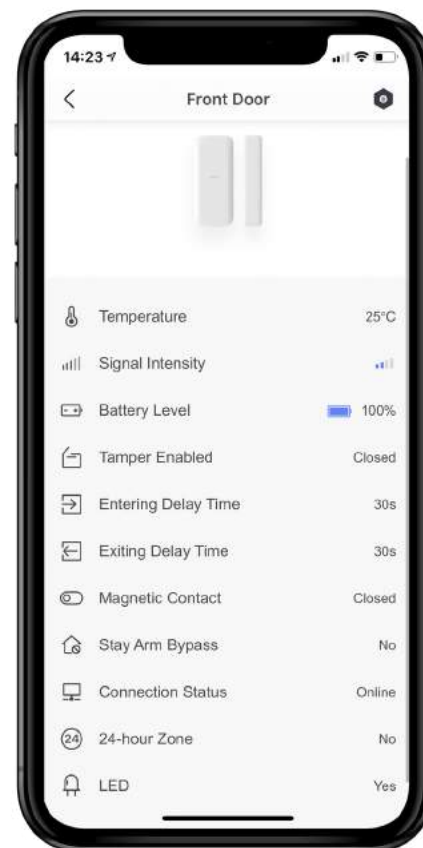 14:23
Front Door
Temperature 25°C
Signal Intensity
Battery Level 100%
Tamper Enabled Closed
Entering Delay Time 30s
Exiting Delay Time 30s
Magnetic Contact Closed
Stay Arm Bypass No
Connection Status Online
24 24-hour Zone No
LED Yes